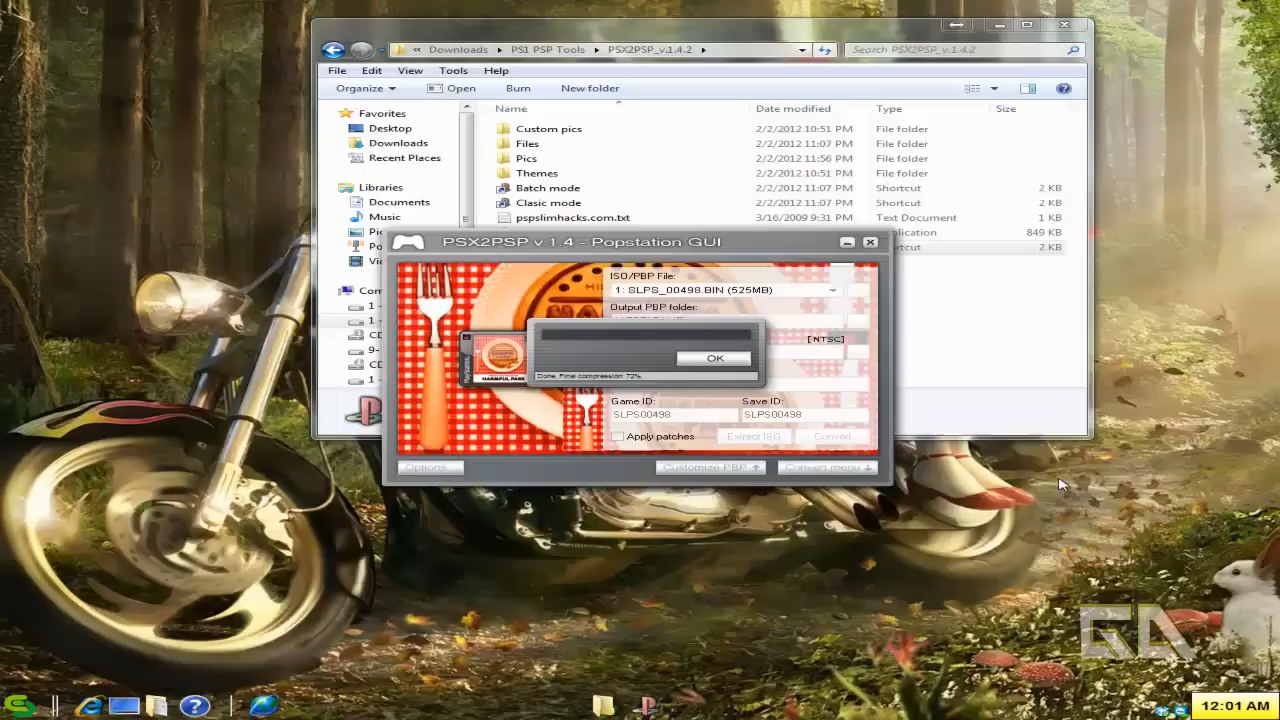 « Downloads ▸ PS1 PSP Tools ▸ PSX2PSP_v.1.4.2 ▸
Search PSX2PSP_v.1.4.2
File Edit View Tools Help
Organize Open Burn New folder
Name Date modified Type Size
Favorites
Desktop
Downloads
Recent Places
Libraries
Documents
Music
Custom pics 2/2/2012 10:51 PM File folder
Files 2/2/2012 11:07 PM File folder
Pics 2/2/2012 11:56 PM File folder
Themes 2/2/2012 10:51 PM File folder
Batch mode 2/2/2012 11:07 PM Shortcut 2 KB
Clasic mode 2/2/2012 11:07 PM Shortcut 2 KB
pspslimhacks.com.txt 3/16/2009 9:31 PM Text Document 1 KB
849 KB
2 KB
PSX2PSP v 1.4 - Popstation GUI
ISO/PBP File:
1: SLPS_00498.BIN (525MB)
Output PBP folder:
[NTSC]
OK
Done. Final compression: 72%.
HARMFUL PARK
Game ID: Save ID:
SLPS00498 SLPS00498
Apply patches Extract ISO Convert
Options Customize PBP Convert menu
GA
12:01 AM